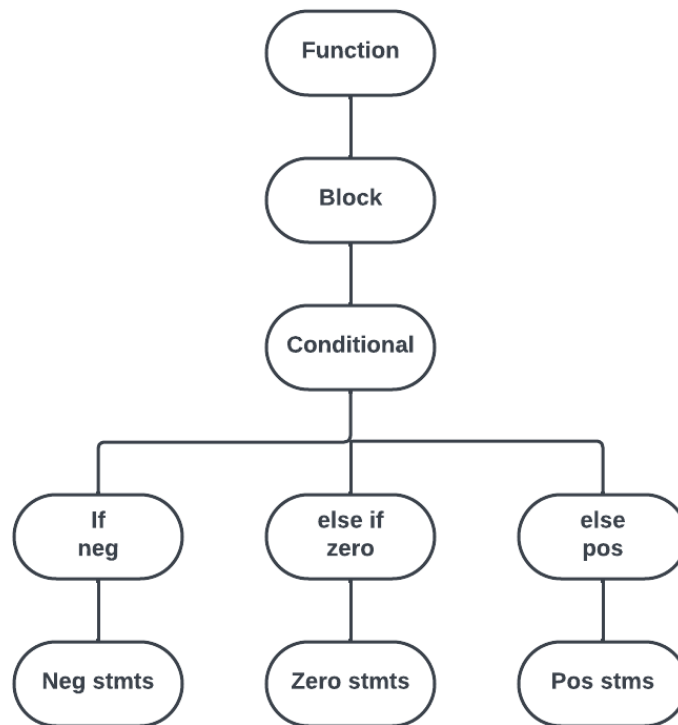 Function
Block
Conditional
If
neg
else if
zero
else
pos
Neg stmts
Zero stmts
Pos stms